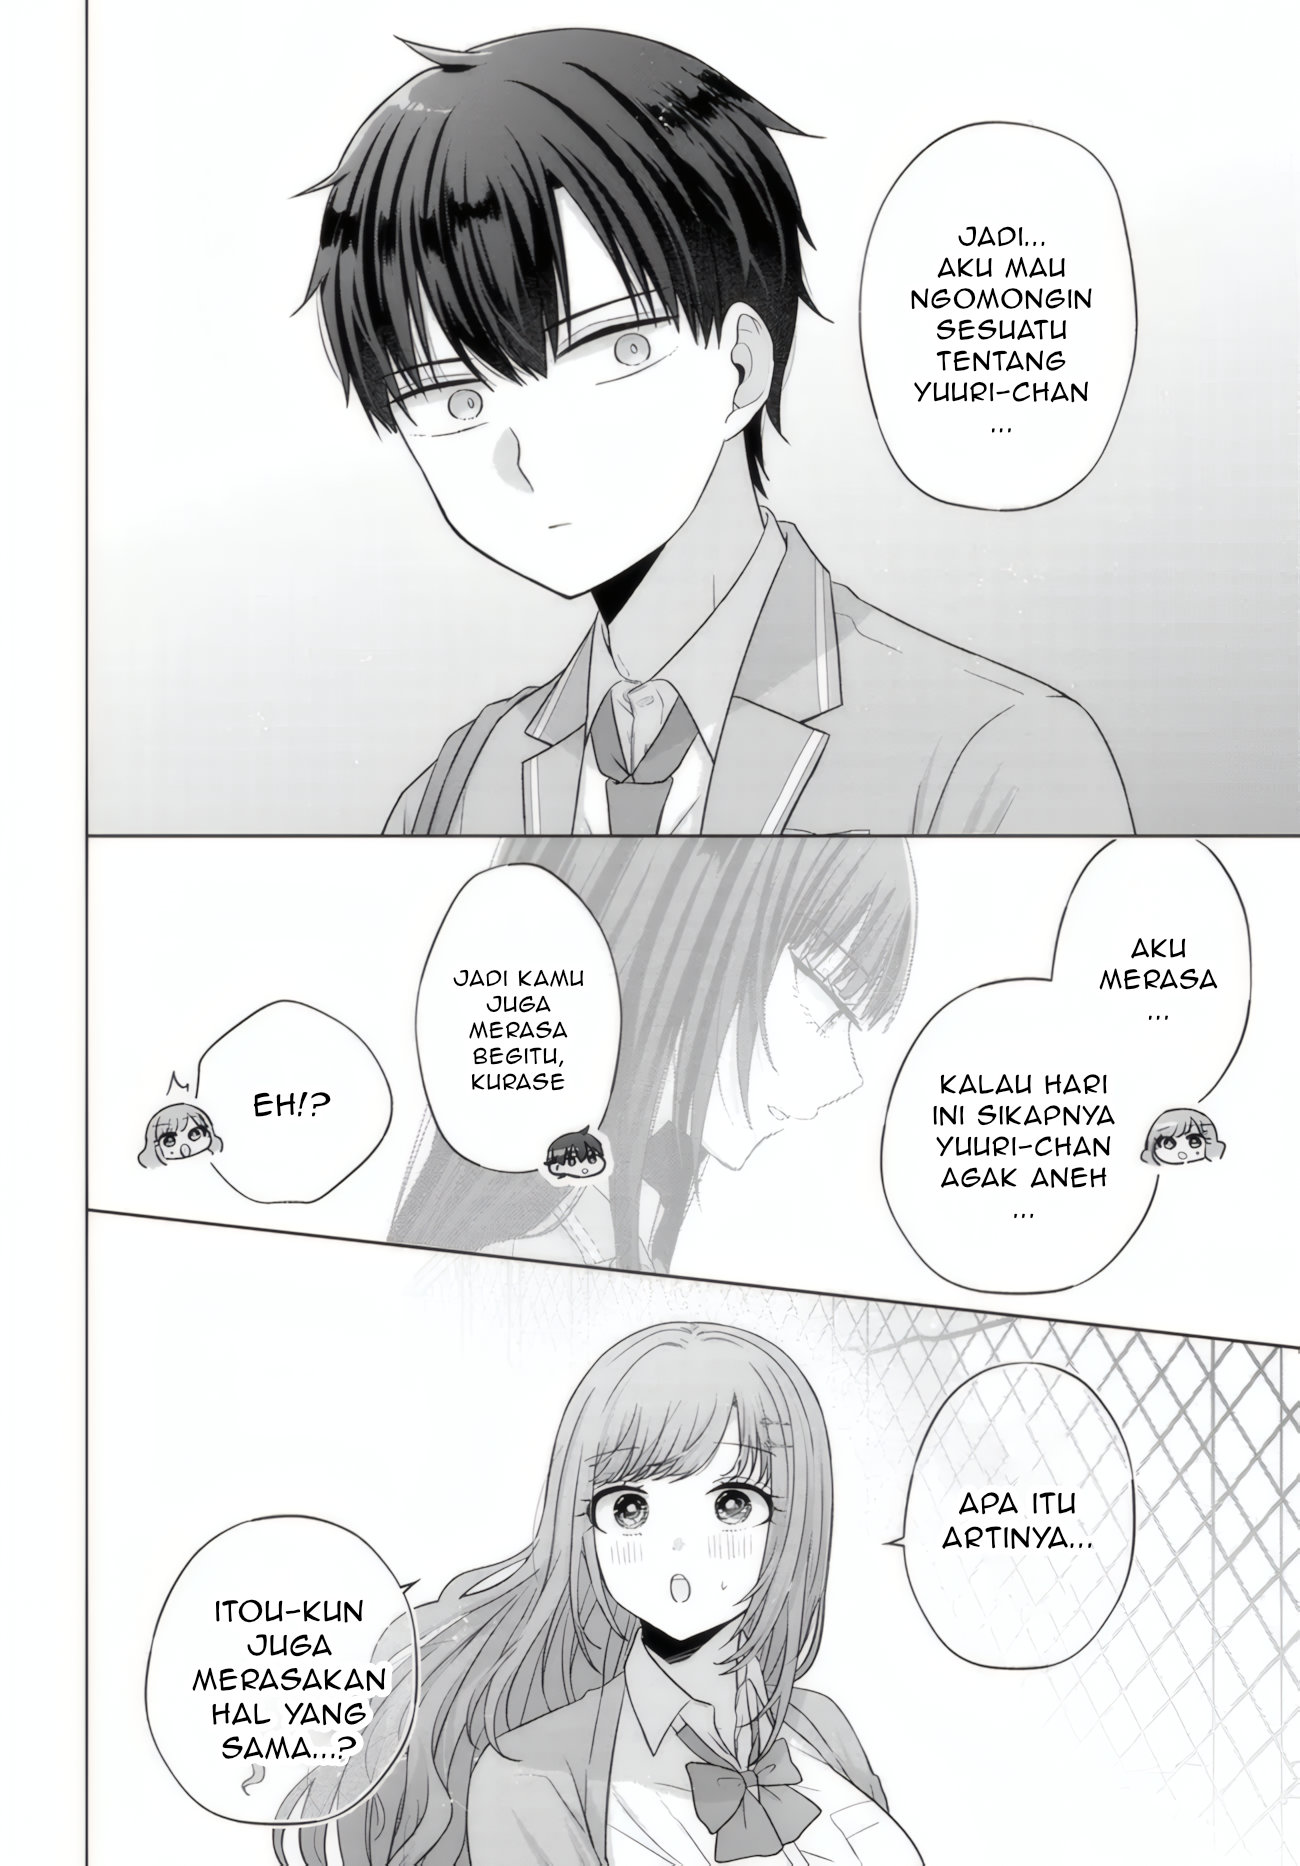 JADI...
AKU MAU
NGOMONGIN
SESUATU
TENTANG
YUURI-CHAN
...
AKU
MERASA
...
KALAU HARI
INI SIKAPNYA
YUURI-CHAN
AGAK ANEH
...
JADI KAMU
JUGA
MERASA
BEGITU,
KURASE
EH!?
APA ITU
ARTINYA...
ITOU-KUN
JUGA
MERASAKAN
HAL YANG
SAMA...?